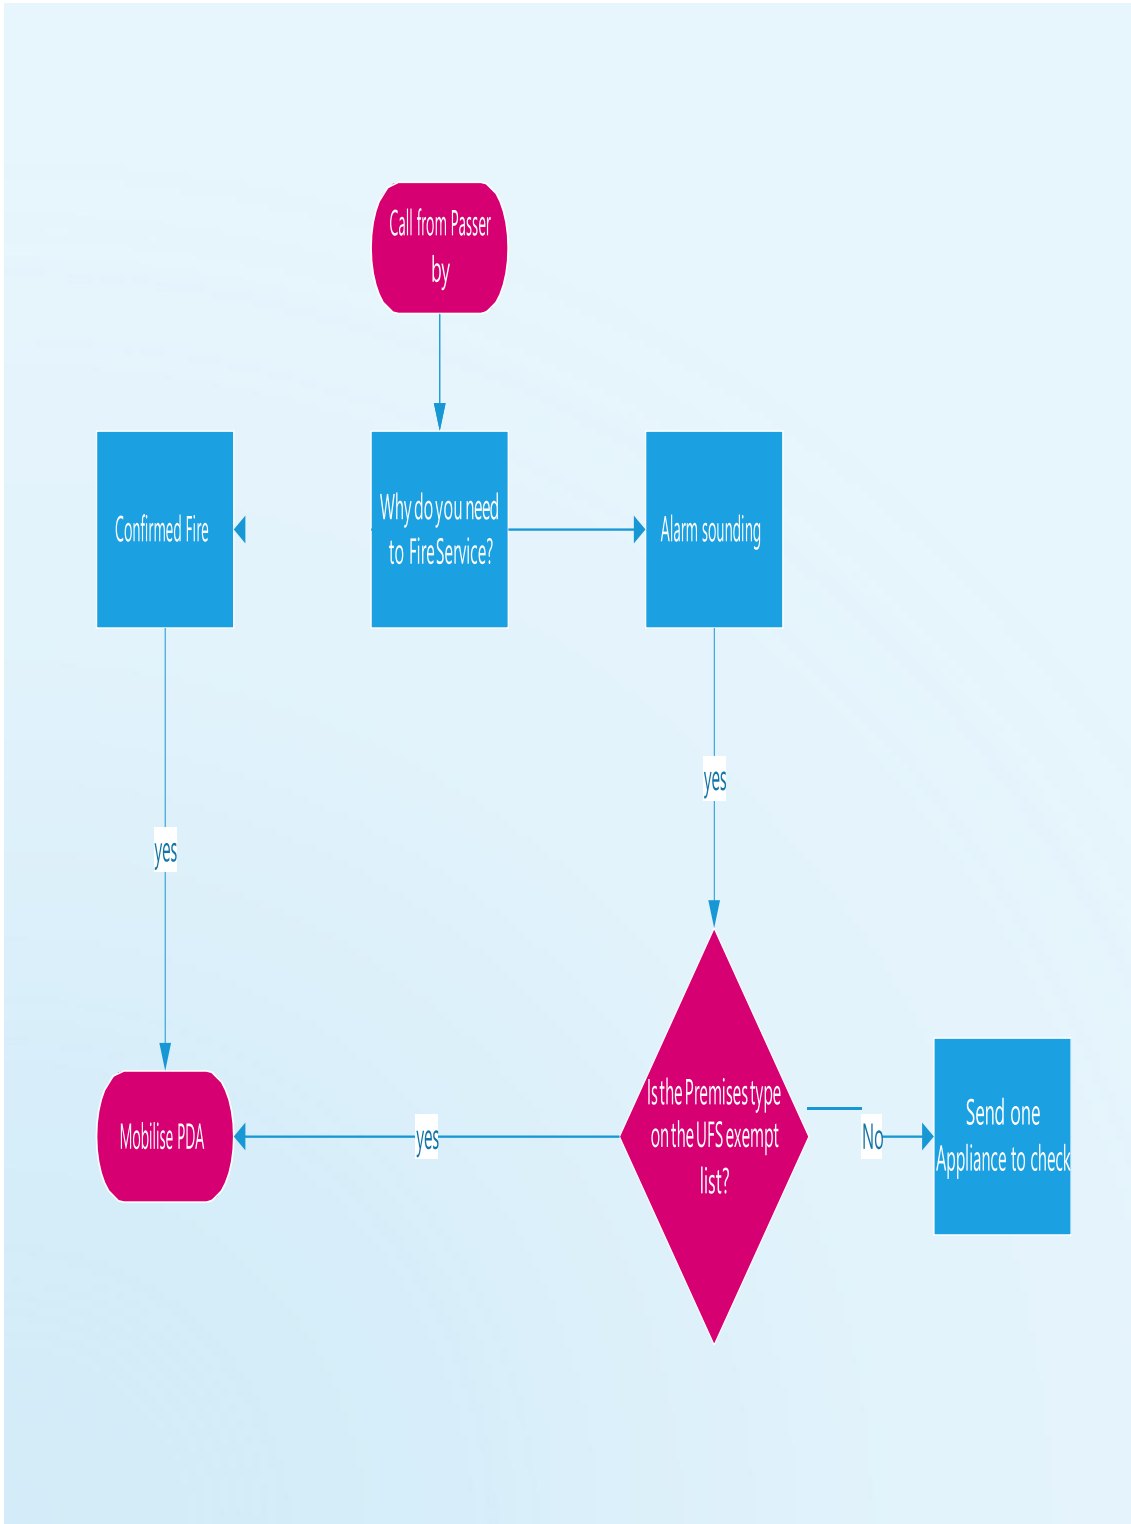 Call from Passer
by
Confirmed Fire
Why do you need
to Fire Service?
Alarm sounding
yes
yes
Mobilise PDA
yes
Is the Premises type
on the UFS exempt
list?
No
Send one
Appliance to check